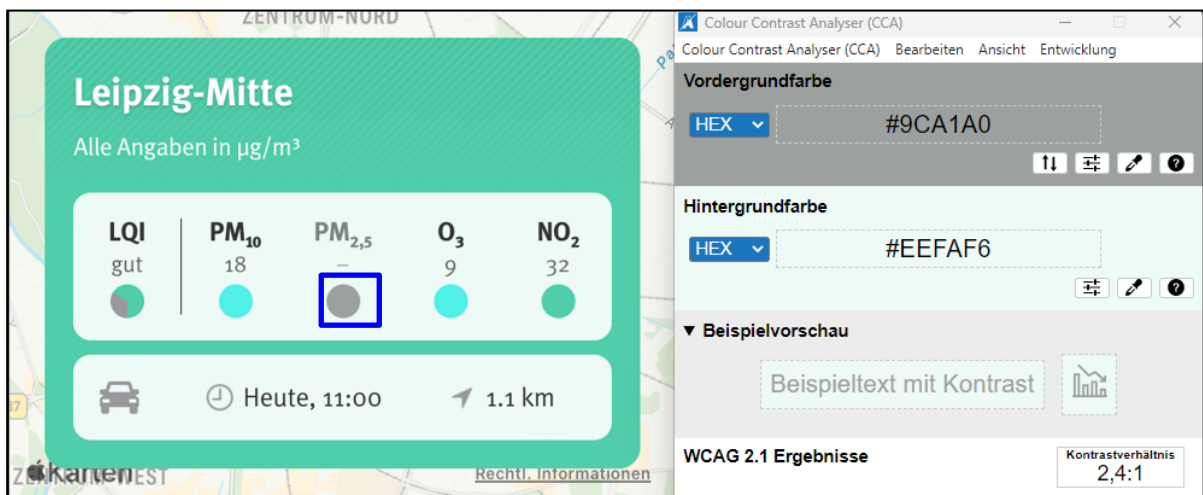 ZENTRUM-NORD
Leipzig-Mitte
Alle Angaben in µg/m³
LQI PM₁₀ PM₂,₅ O₃ NO₂
gut 18 – 9 32
Heute, 11:00 1.1 km
37
Karten
Rechtl. Informationen
Colour Contrast Analyser (CCA)
Colour Contrast Analyser (CCA) Bearbeiten Ansicht Entwicklung
Vordergrundfarbe
HEX #9CA1A0
Hintergrundfarbe
HEX #EEFAF6
▼ Beispielvorschau
Beispieltext mit Kontrast
WCAG 2.1 Ergebnisse
Kontrastverhältnis
2,4:1